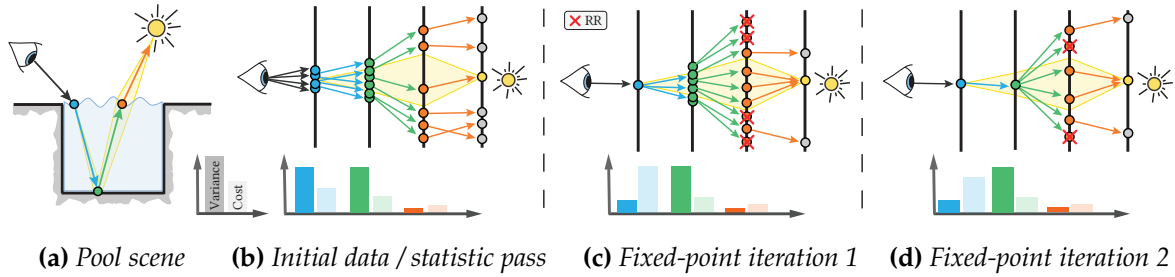 RR
Variance
Cost
(a) Pool scene
(b) Initial data / statistic pass
(c) Fixed-point iteration 1
(d) Fixed-point iteration 2